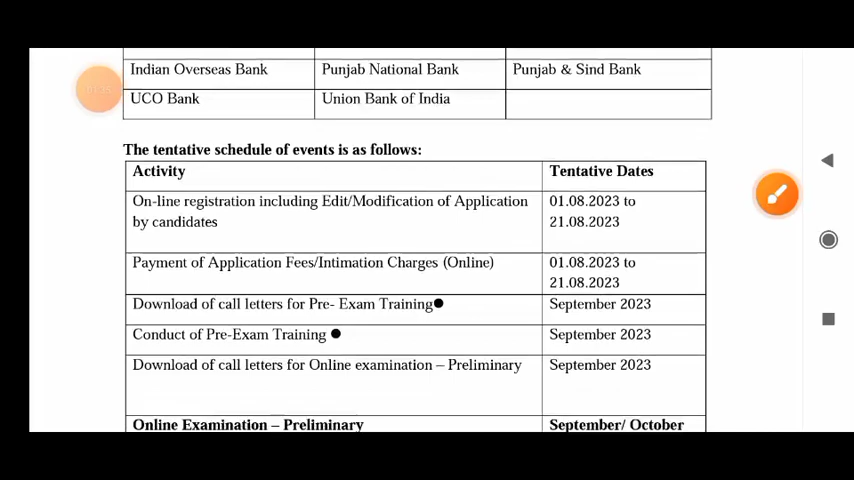 Indian Overseas Bank Punjab National Bank Punjab & Sind Bank
UCO Bank Union Bank of India
The tentative schedule of events is as follows:
Activity Tentative Dates
On-line registration including Edit/Modification of Application 01.08.2023 to
by candidates 21.08.2023
Payment of Application Fees/Intimation Charges (Online) 01.08.2023 to
21.08.2023
Download of call letters for Pre- Exam Training● September 2023
Conduct of Pre-Exam Training ● September 2023
Download of call letters for Online examination – Preliminary September 2023
Online Examination – Preliminary September/ October